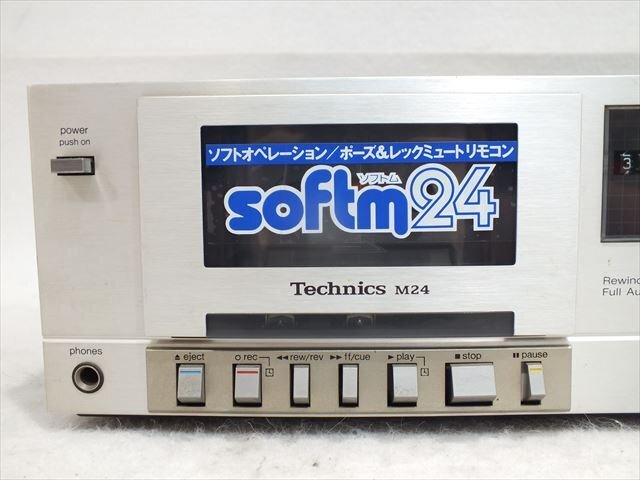 power
push on
ソフトオペレーション/ポーズ&レックミュートリモコン
ソフトム
softm24
Technics M24
3
Rewind
Full Au
phones
▲ eject
O rec
◀◀ rew/rev
▶▶ ff/cue
▶ play
■ stop
▮▮ pause